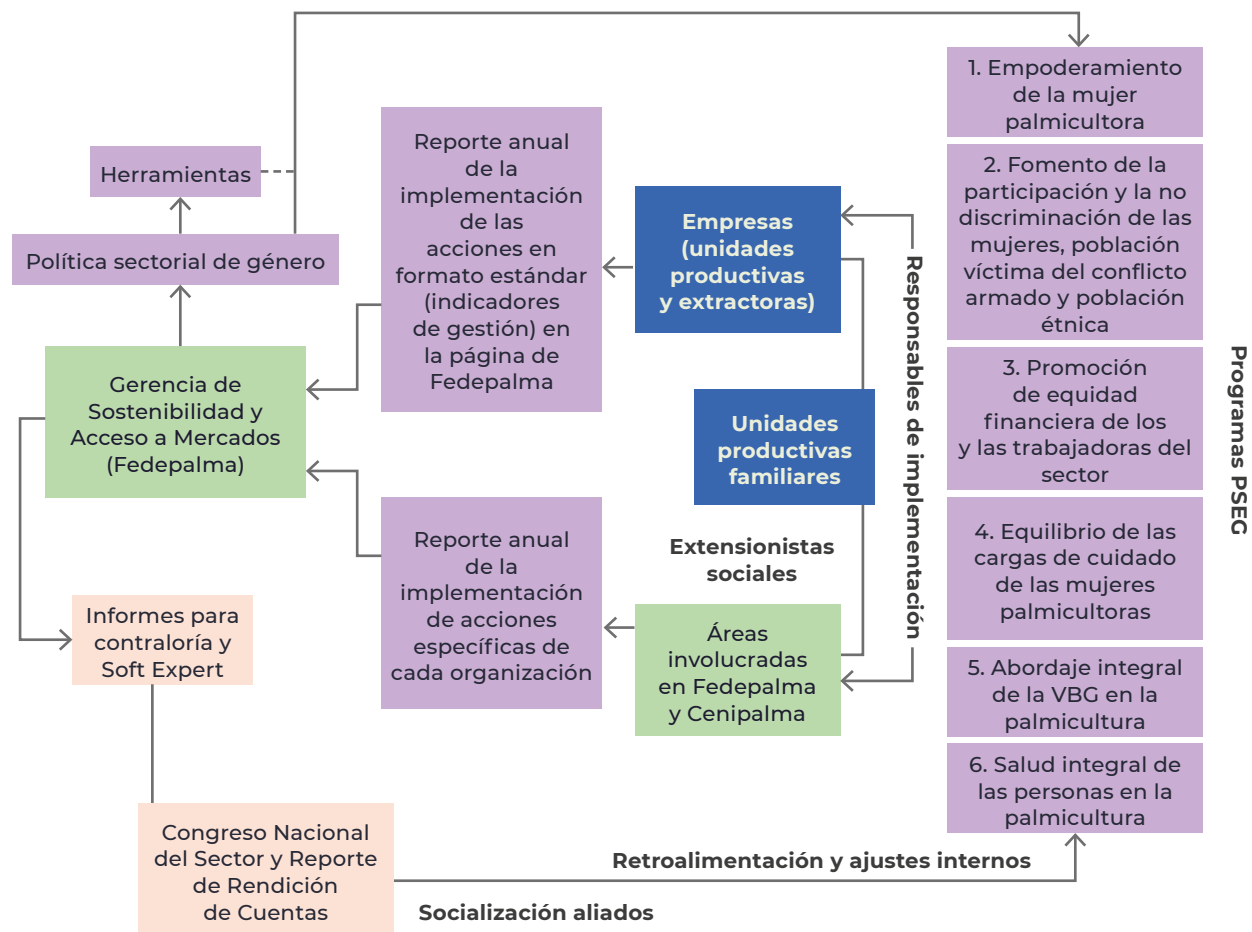 Herramientas
Política sectorial de género
Gerencia de
Sostenibilidad y
Acceso a Mercados
(Fedepalma)
Informes para
contraloría y
Soft Expert
Congreso Nacional
del Sector y Reporte
de Rendición
de Cuentas
Reporte anual
de la
implementación
de las
acciones en
formato estándar
(indicadores
de gestión) en
la página de
Fedepalma
Reporte anual
de la
implementación
de acciones
específicas de
cada organización
Empresas
(unidades
productivas
y extractoras)
Unidades
productivas
familiares
Extensionistas
sociales
Áreas
involucradas
en Fedepalma
y Cenipalma
Responsables de implementación
Retroalimentación y ajustes internos
Socialización aliados
1. Empoderamiento
de la mujer
palmicultora
2. Fomento de la
participación y la no
discriminación de las
mujeres, población
víctima del conflicto
armado y población
étnica
3. Promoción
de equidad
financiera de los
y las trabajadoras del
sector
4. Equilibrio de las
cargas de cuidado
de las mujeres
palmicultoras
5. Abordaje integral
de la VBG en la
palmicultura
6. Salud integral de
las personas en la
palmicultura
Programas PSEG